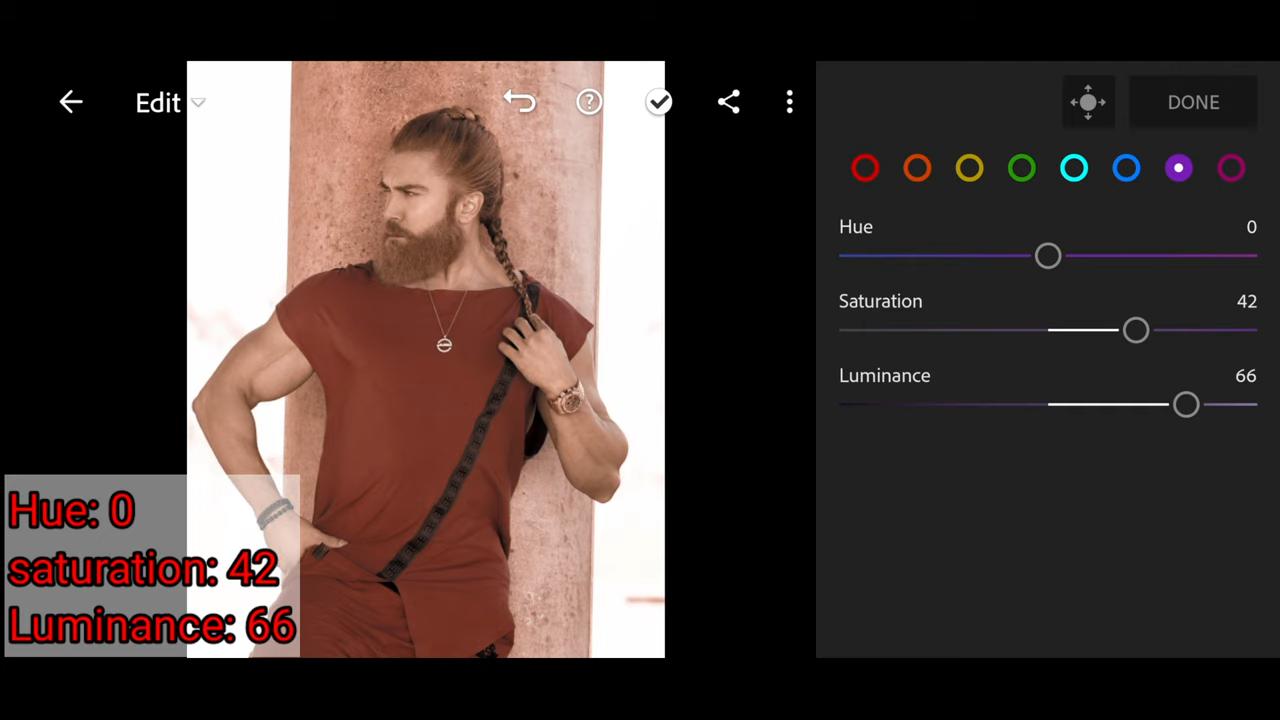 Edit
DONE
Hue 0
Saturation 42
Luminance 66
Hue: 0
saturation: 42
Luminance: 66